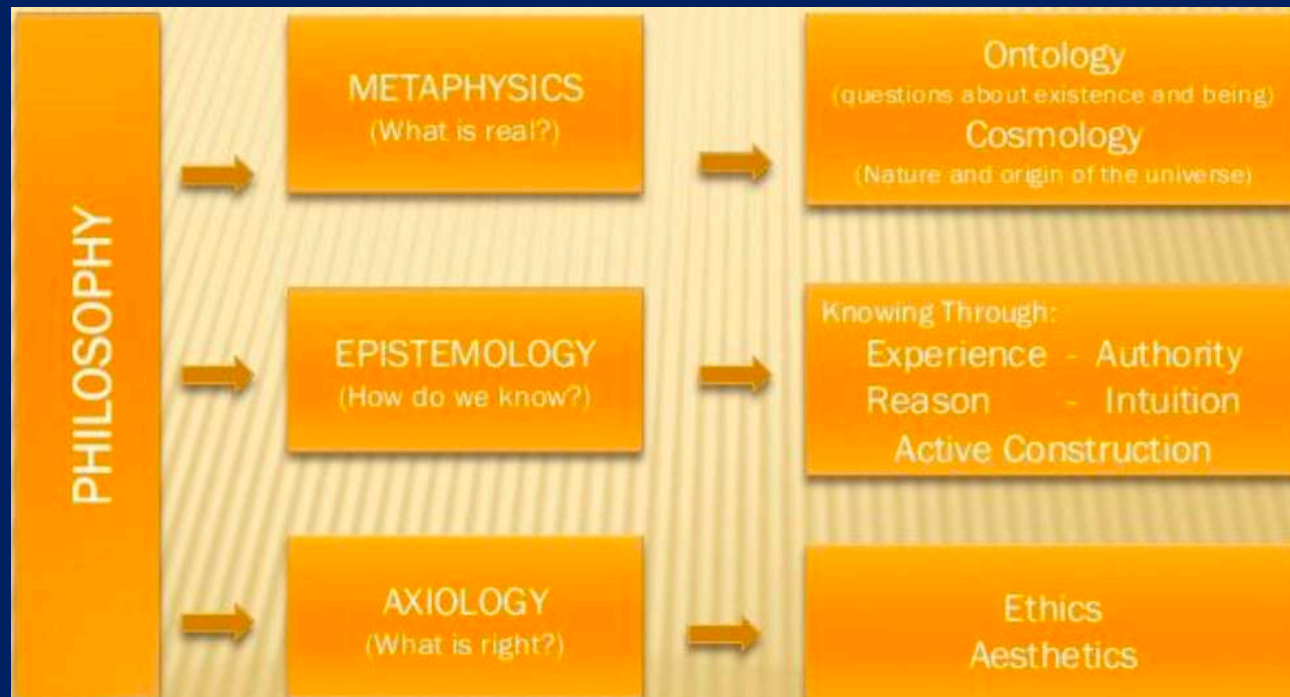 PHILOSOPHY
METAPHYSICS
(What is real?)
Ontology
(questions about existence and being)
Cosmology
(Nature and origin of the universe)
EPISTEMOLOGY
(How do we know?)
Knowing Through:
Experience - Authority
Reason - Intuition
Active Construction
AXIOLOGY
(What is right?)
Ethics
Aesthetics